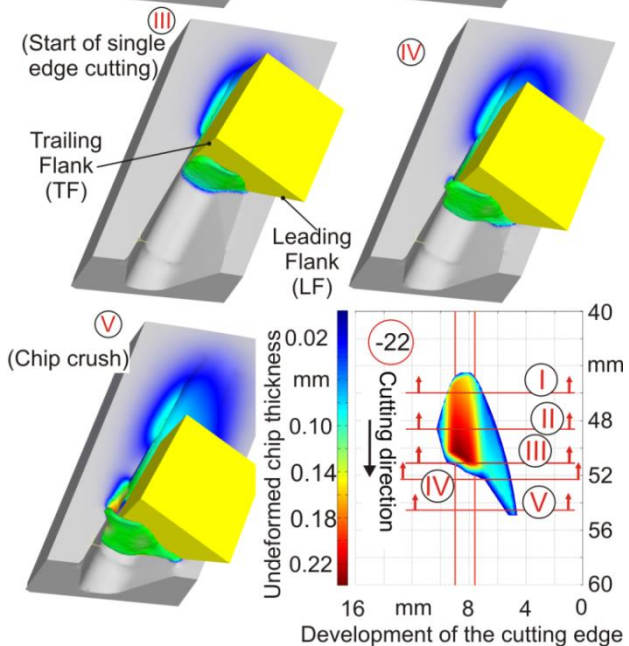 III
(Start of single
edge cutting)
IV
Trailing
Flank
(TF)
Leading
Flank
(LF)
V
(Chip crush)
Undeformed chip thickness
0.02
mm
0.10
0.14
0.18
0.22
-22
Cutting direction
I
II
III
IV
V
40
mm
48
52
56
60
16 mm 8 4 0
Development of the cutting edge